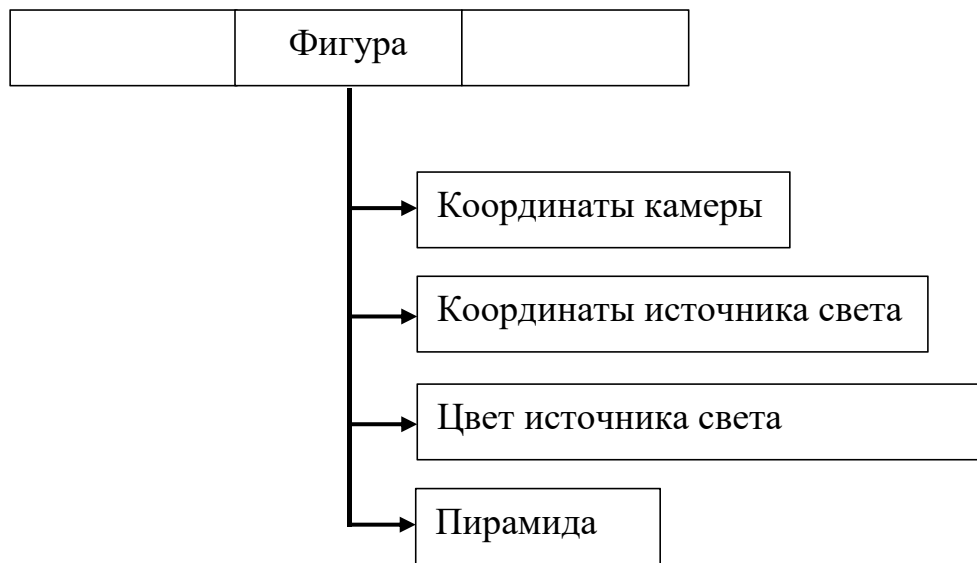 Фигура
Координаты камеры
Координаты источника света
Цвет источника света
Пирамида